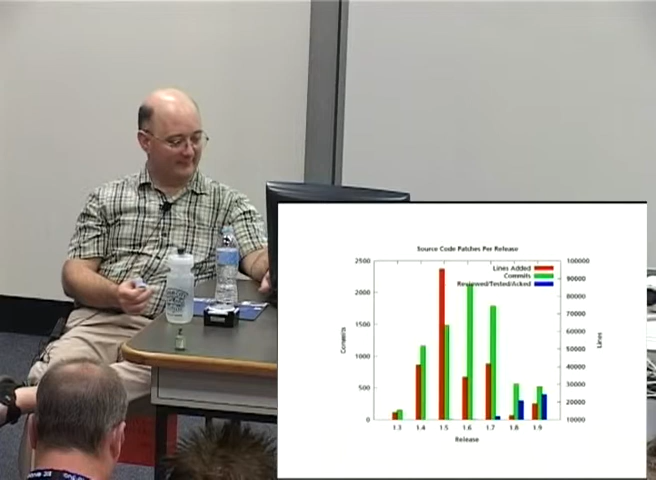 Source Code Patches Per Release
2500
2000
1500
1000
500
0
Commits
Lines Added
Commits
Reviewed/Tested/Acked
100000
90000
80000
70000
60000
50000
40000
30000
20000
10000
Lines
1.3 1.4 1.5 1.6 1.7 1.8 1.9
Release